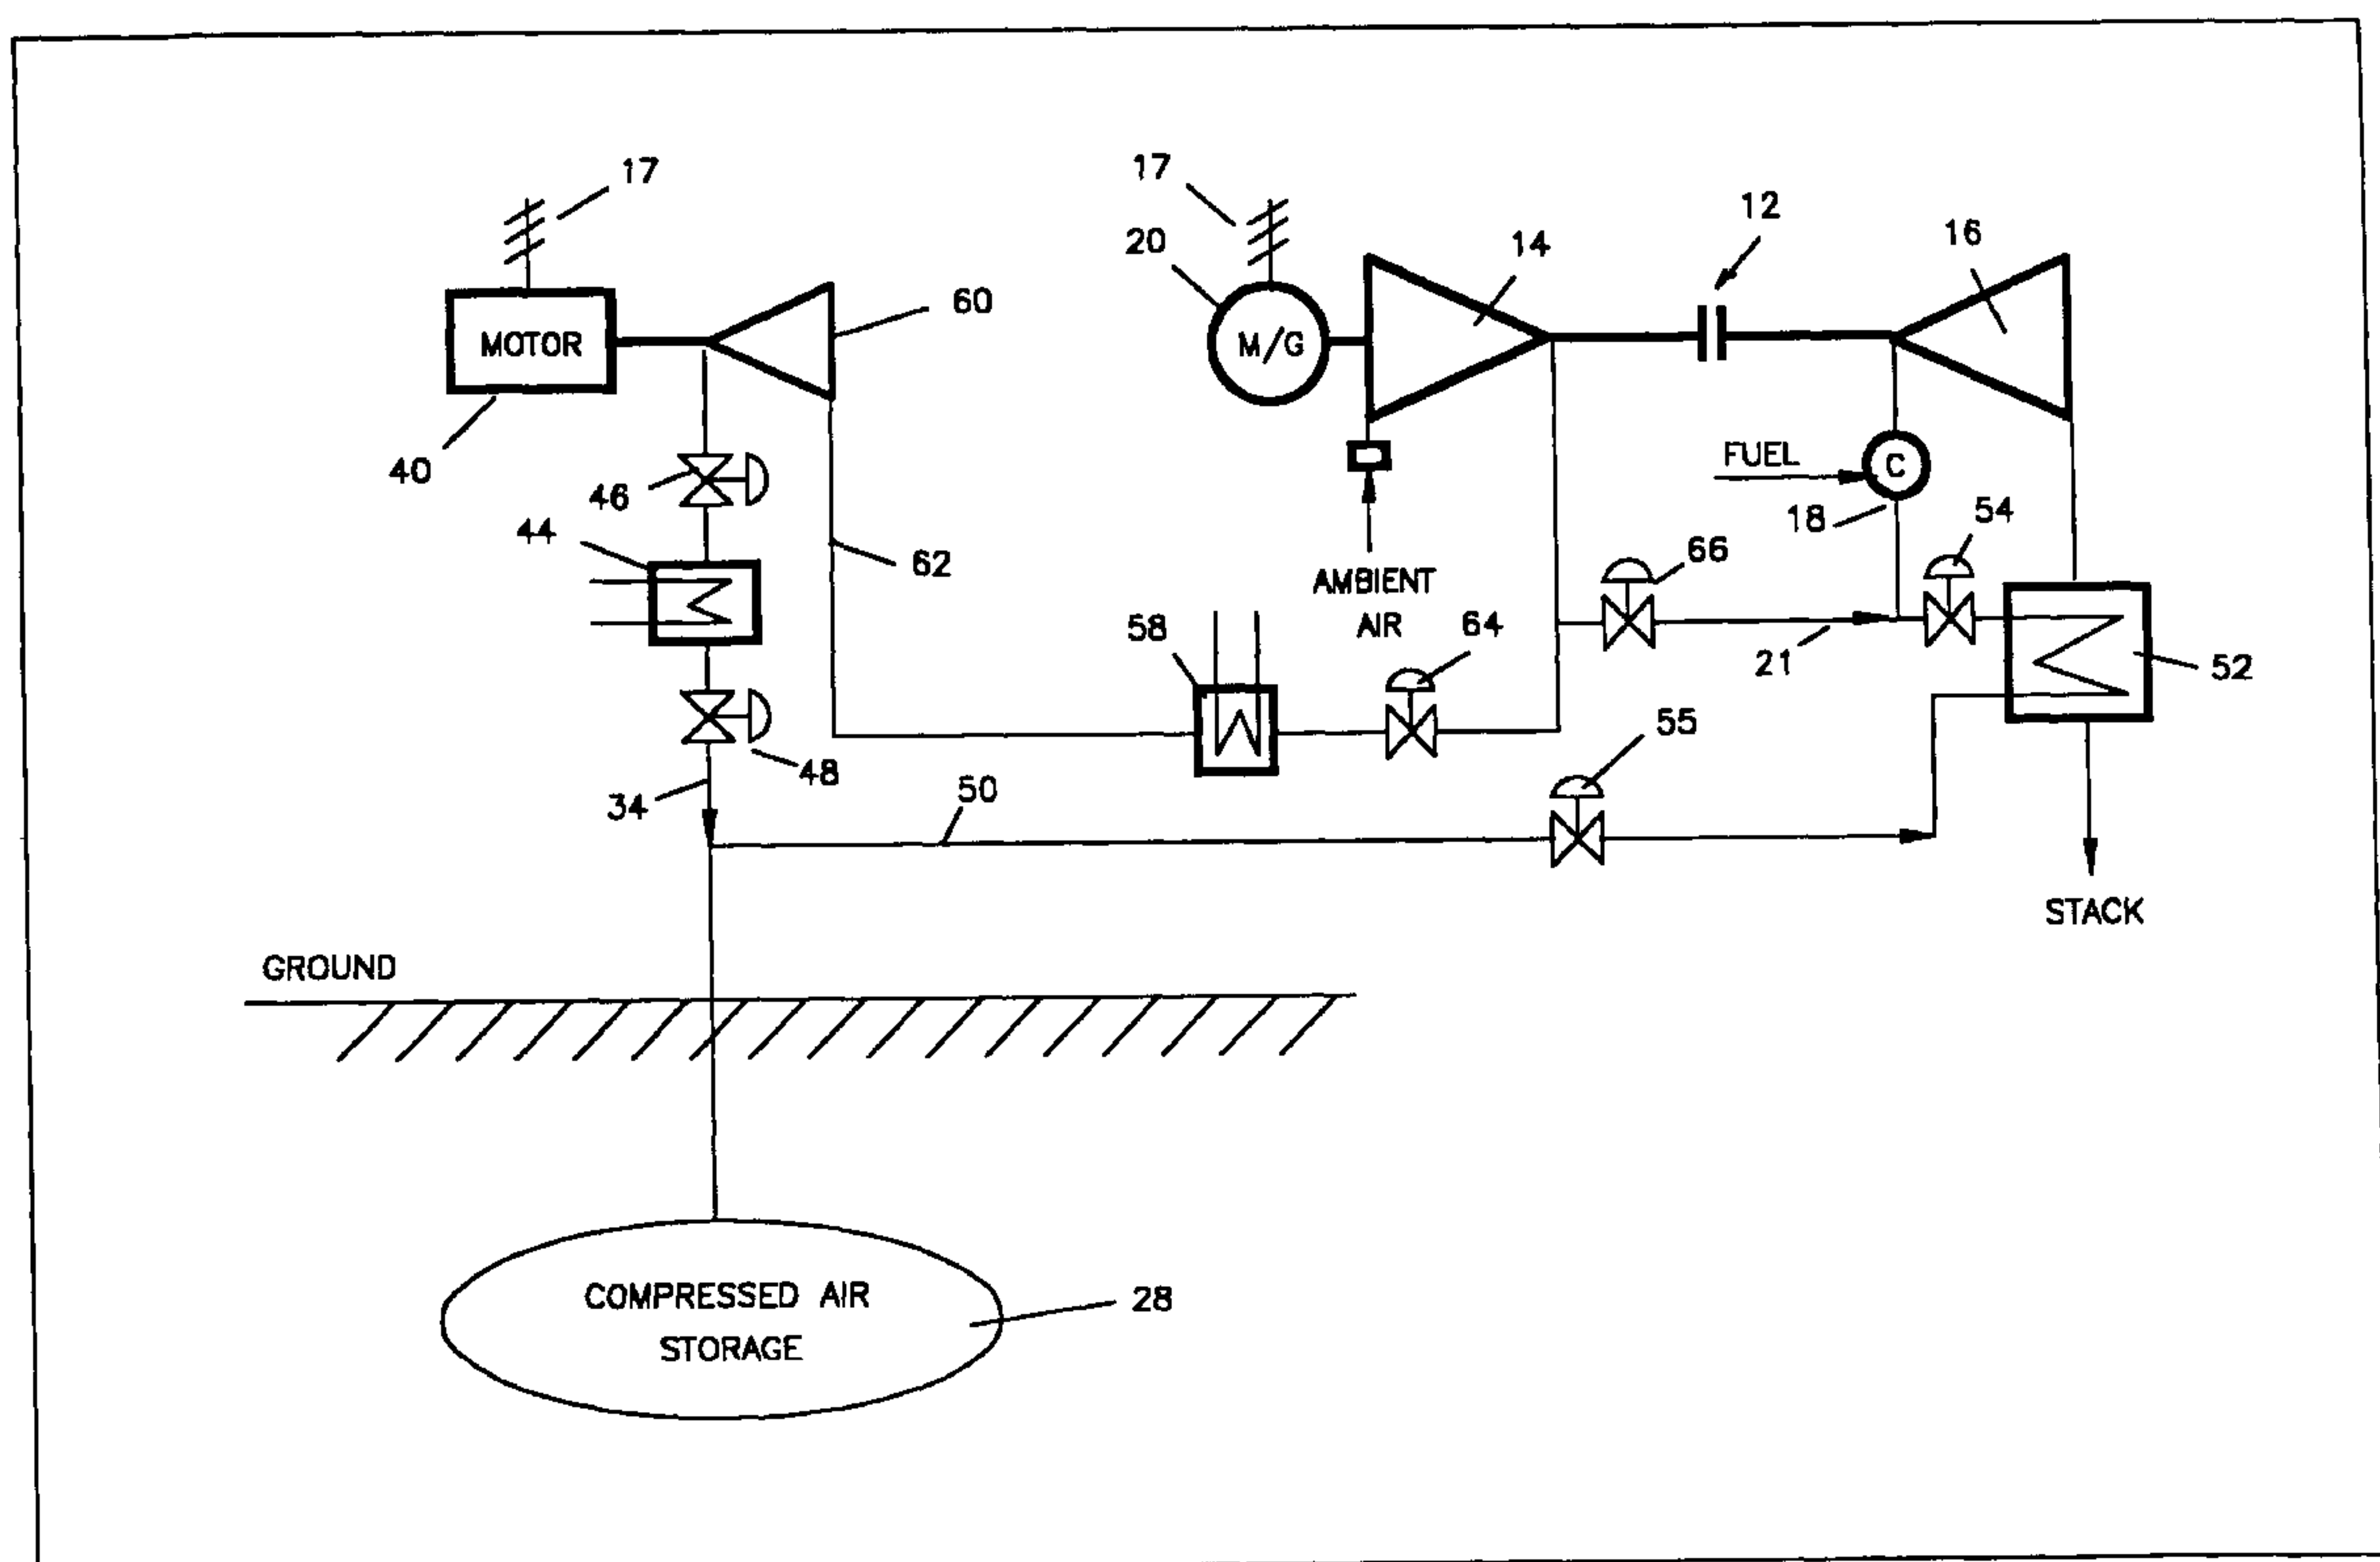 17
17
12
20
14
16
60
MOTOR
M/G
40
46
FUEL
C
44
18
54
62
66
AMBIENT
AIR
58
64
21
52
55
48
34
50
STACK
GROUND
COMPRESSED AIR
STORAGE
28